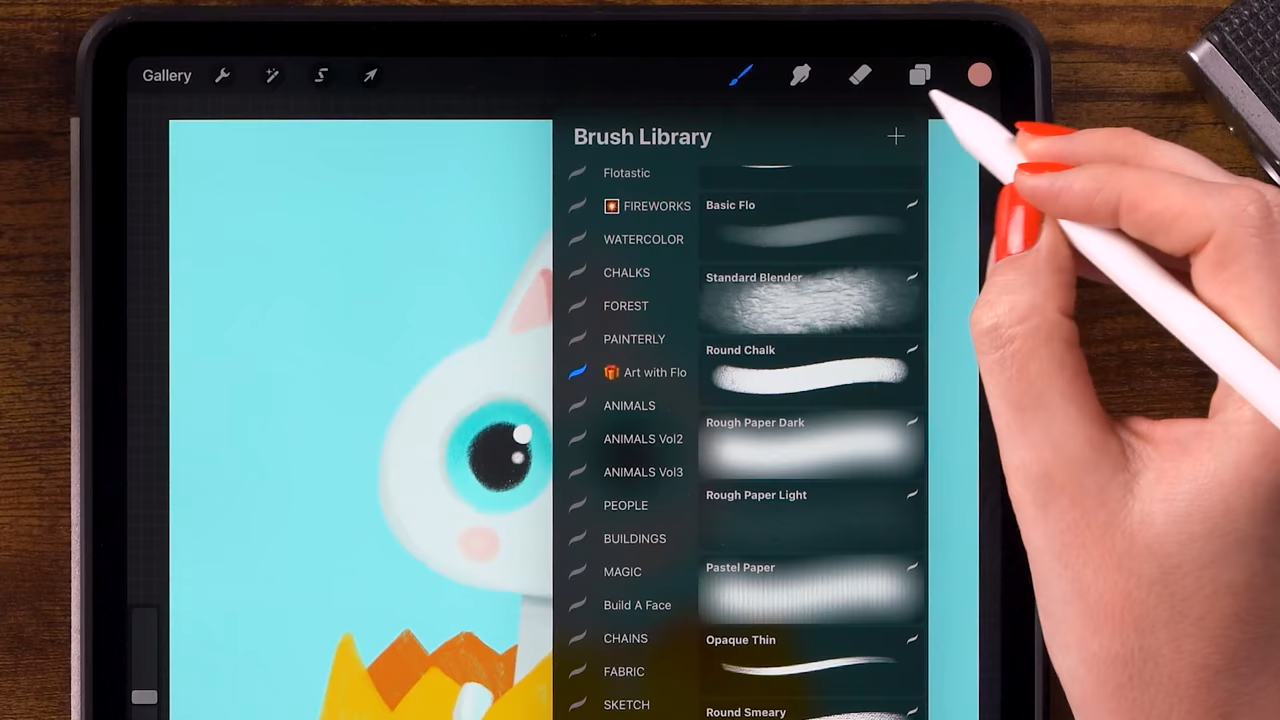 Gallery
Brush Library
Flotastic
FIREWORKS
WATERCOLOR
CHALKS
FOREST
PAINTERLY
Art with Flo
ANIMALS
ANIMALS Vol2
ANIMALS Vol3
PEOPLE
BUILDINGS
MAGIC
Build A Face
CHAINS
FABRIC
SKETCH
Basic Flo
Standard Blender
Round Chalk
Rough Paper Dark
Rough Paper Light
Pastel Paper
Opaque Thin
Round Smeary